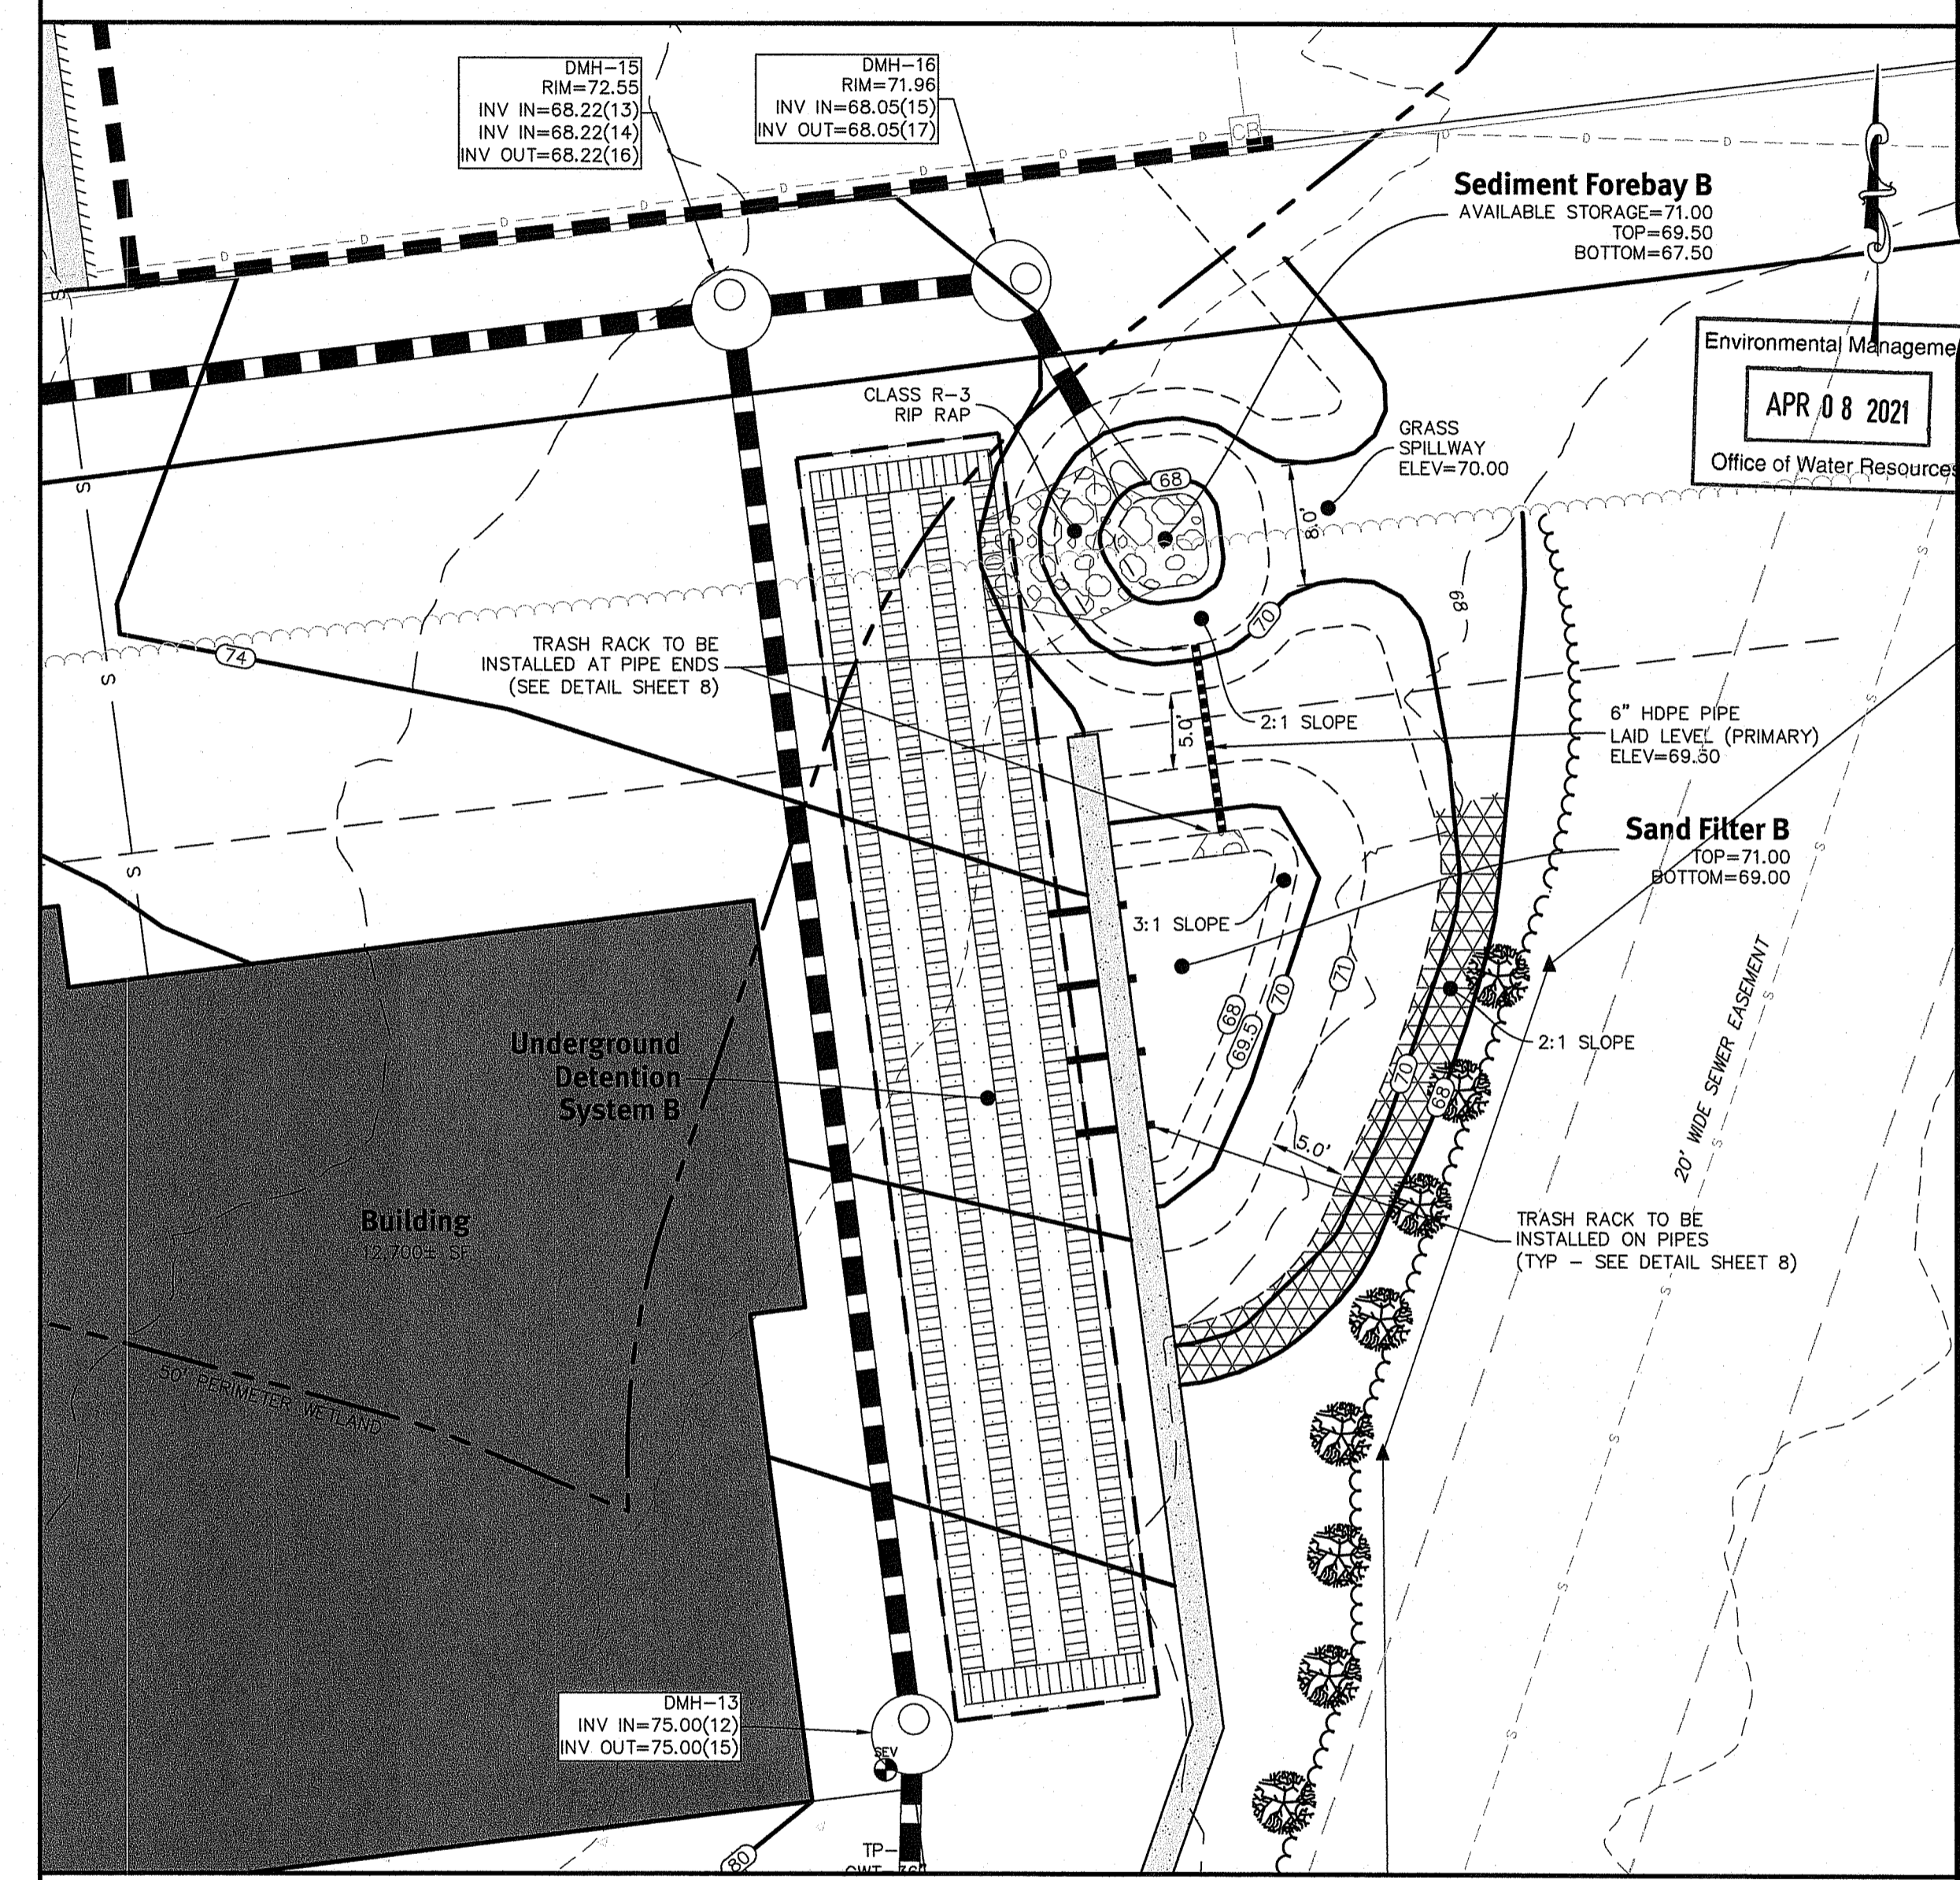 DMH-15
RIM=72.55
INV IN=68.22(13)
INV IN=68.22(14)
INV OUT=68.22(16)
DMH-16
RIM=71.96
INV IN=68.05(15)
INV OUT=68.05(17)
CB
Sediment Forebay B
AVAILABLE STORAGE=71.00
TOP=69.50
BOTTOM=67.50
Environmental Manageme
APR 08 2021
Office of Water Resources
CLASS R-3
RIP RAP
68
GRASS
SPILLWAY
ELEV=70.00
8.0'
68
70
74
TRASH RACK TO BE
INSTALLED AT PIPE ENDS
(SEE DETAIL SHEET 8)
5.0'
2:1 SLOPE
6" HDPE PIPE
LAID LEVEL (PRIMARY)
ELEV=69.50
Sand Filter B
TOP=71.00
BOTTOM=69.00
3:1 SLOPE
68
69.5
70
71
70
68
2:1 SLOPE
20' WIDE SEWER EASEMENT
Underground
Detention
System B
5.0'
Building
12,700± SF
TRASH RACK TO BE
INSTALLED ON PIPES
(TYP - SEE DETAIL SHEET 8)
50' PERIMETER WETLAND
DMH-13
INV IN=75.00(12)
INV OUT=75.00(15)
SEV
80
TP-
D
D
D
D
D
D
D
D
D
D
S
S
S
S
S
S
S
S
S
S
S
S
S
S